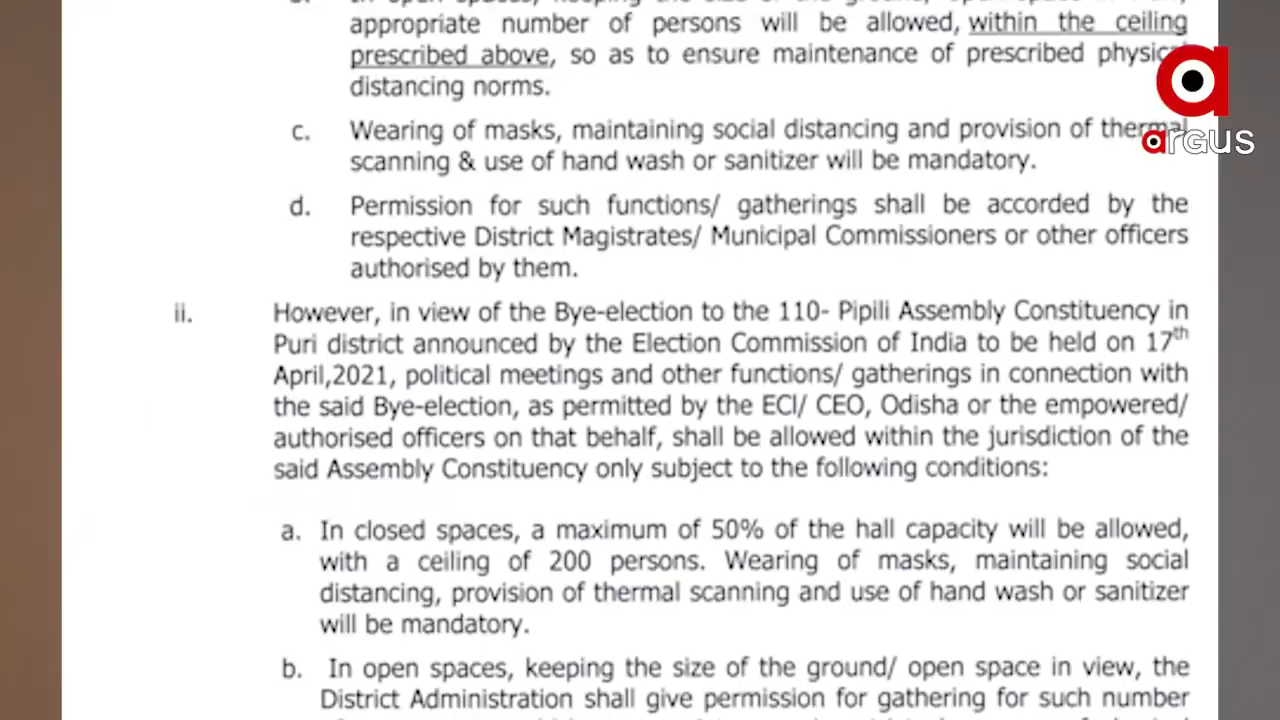 appropriate number of persons will be allowed, within the ceiling
prescribed above, so as to ensure maintenance of prescribed physical
distancing norms.
argus
c. Wearing of masks, maintaining social distancing and provision of thermal
scanning & use of hand wash or sanitizer will be mandatory.
d. Permission for such functions/ gatherings shall be accorded by the
respective District Magistrates/ Municipal Commissioners or other officers
authorised by them.
ii. However, in view of the Bye-election to the 110- Pipili Assembly Constituency in
Puri district announced by the Election Commission of India to be held on 17th
April,2021, political meetings and other functions/ gatherings in connection with
the said Bye-election, as permitted by the ECI/ CEO, Odisha or the empowered/
authorised officers on that behalf, shall be allowed within the jurisdiction of the
said Assembly Constituency only subject to the following conditions:
a. In closed spaces, a maximum of 50% of the hall capacity will be allowed,
with a ceiling of 200 persons. Wearing of masks, maintaining social
distancing, provision of thermal scanning and use of hand wash or sanitizer
will be mandatory.
b. In open spaces, keeping the size of the ground/ open space in view, the
District Administration shall give permission for gathering for such number